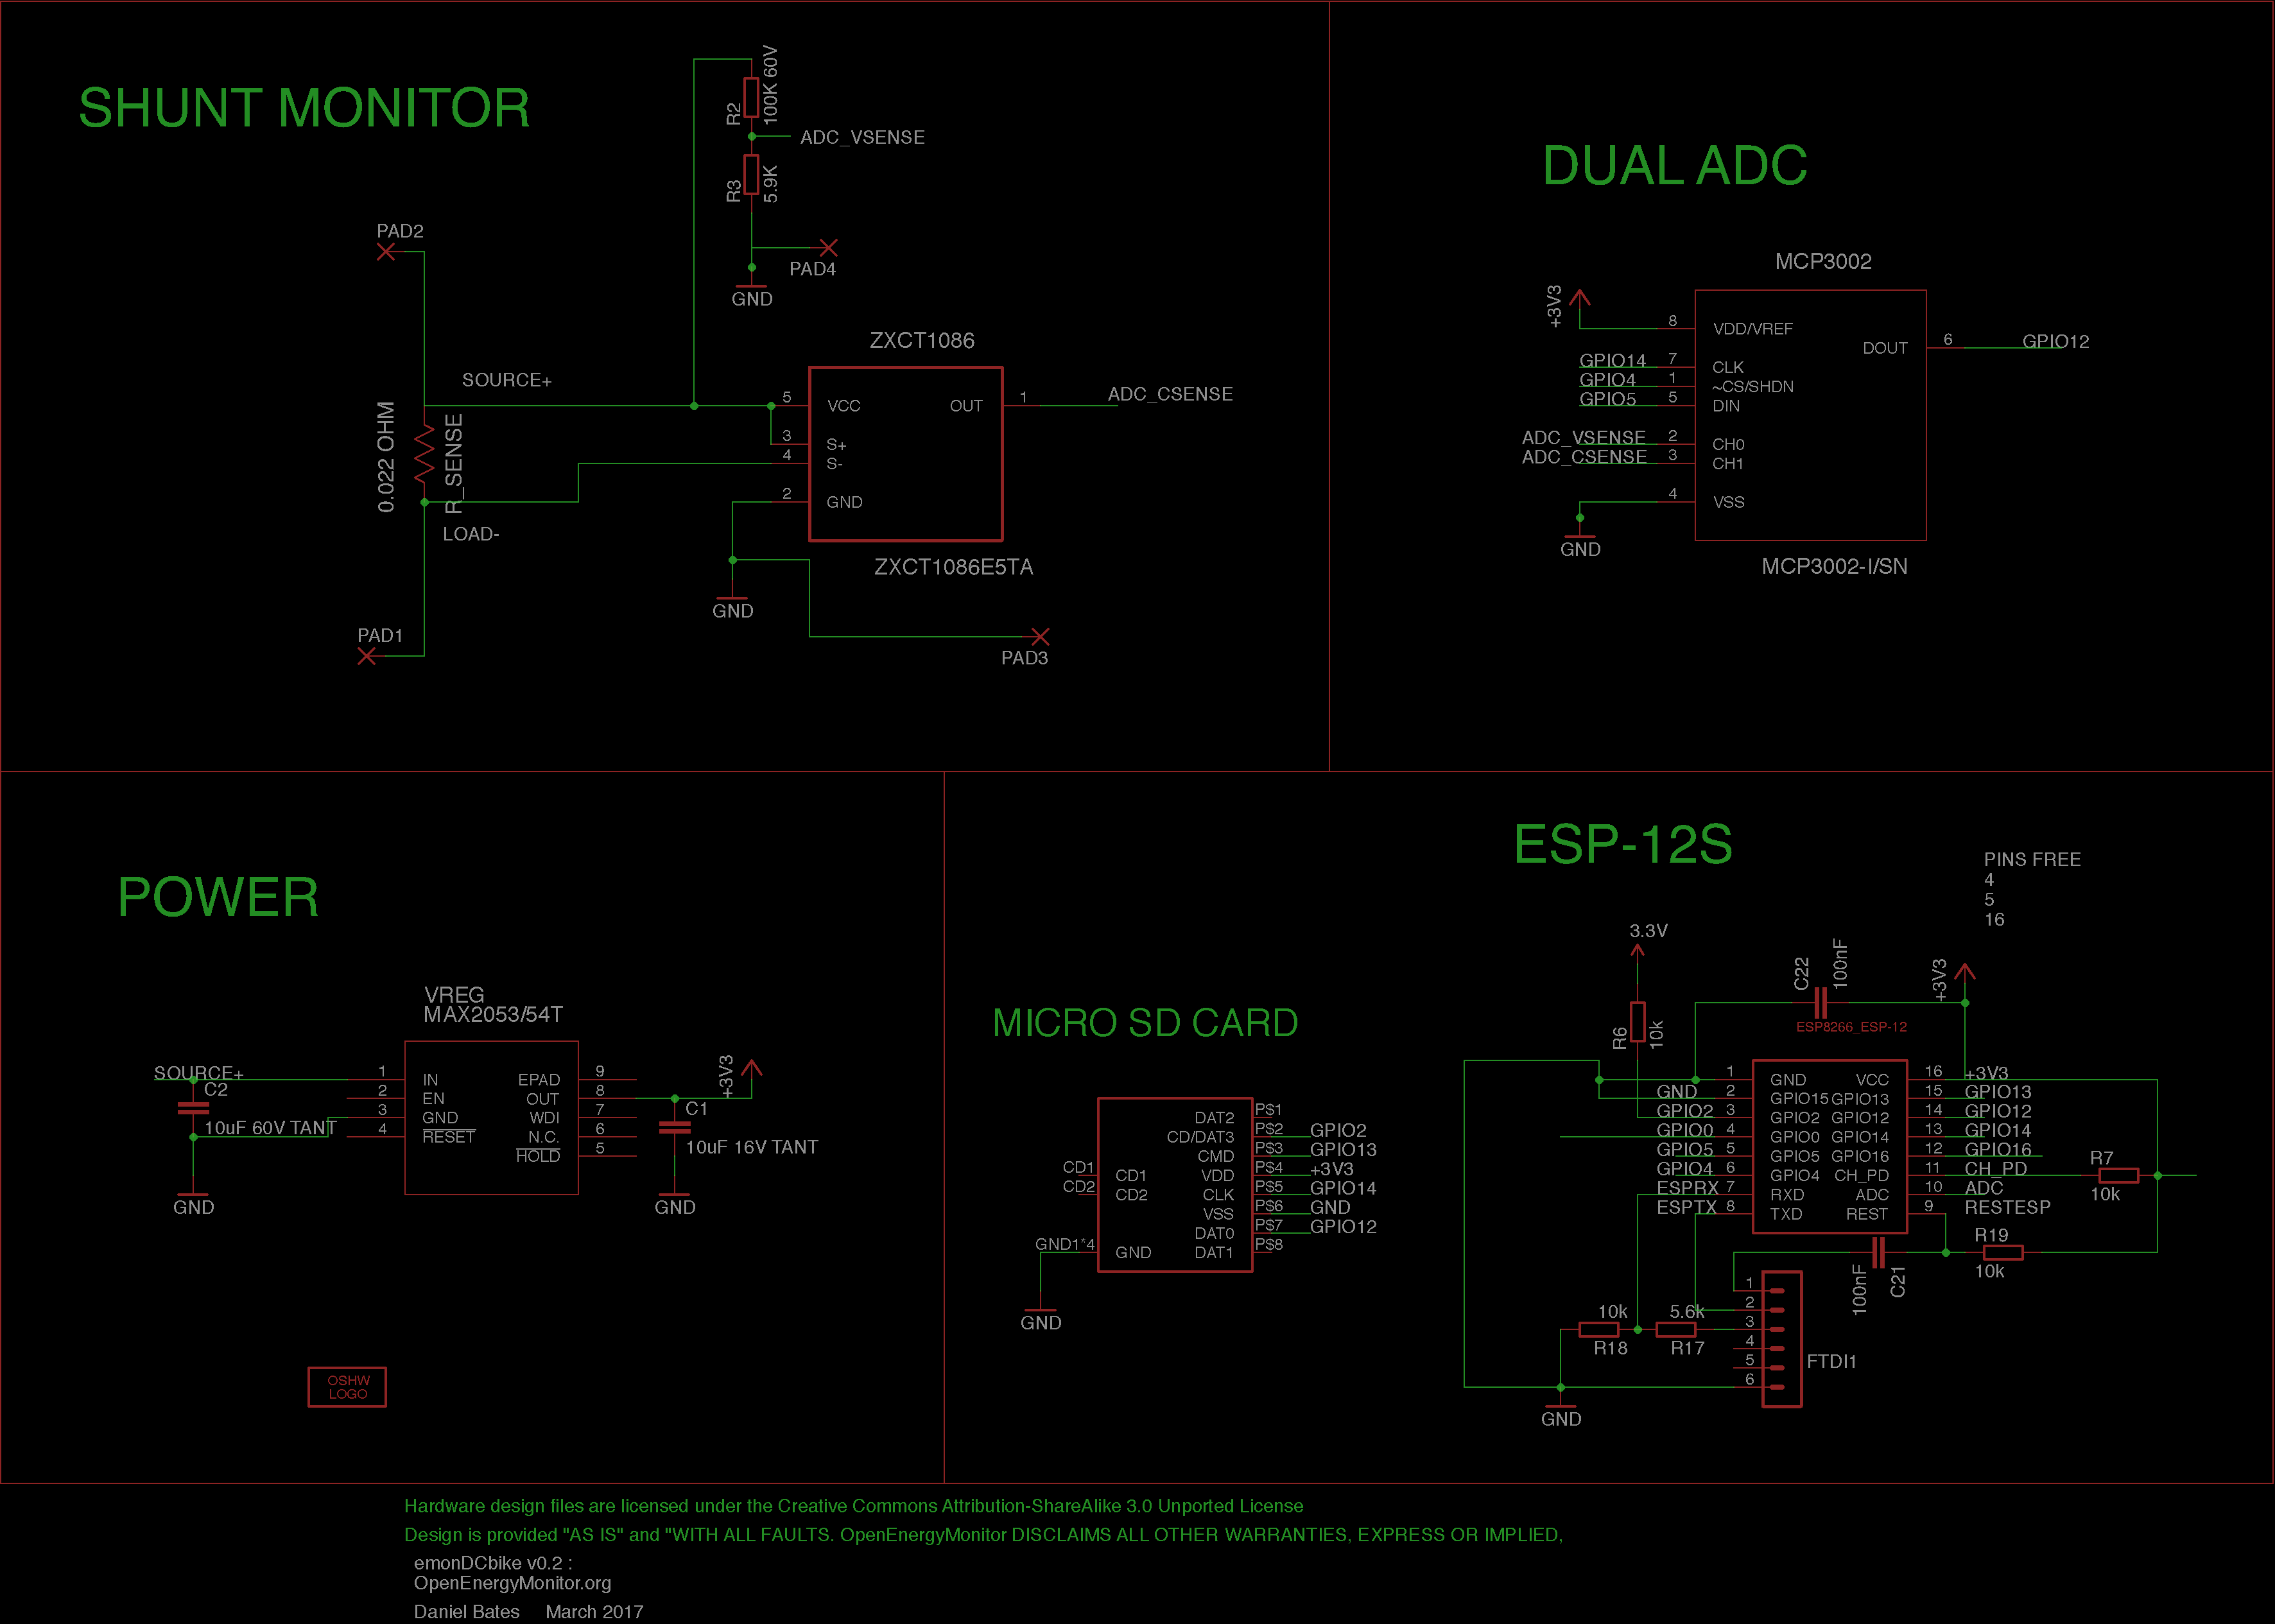 SHUNT MONITOR
R2
100K 60V
ADC_VSENSE
R3
5.9K
PAD4
GND
PAD2
ZXCT1086
SOURCE+
0.022 OHM
R_SENSE
LOAD-
5 VCC
3 S+
4 S-
2 GND
OUT 1
ADC_CSENSE
ZXCT1086E5TA
GND
PAD1
PAD3
DUAL ADC
MCP3002
+3V3
8 VDD/VREF
GPIO14 7 CLK
GPIO4 1 ~CS/SHDN
GPIO5 5 DIN
ADC_VSENSE 2 CH0
ADC_CSENSE 3 CH1
4 VSS
DOUT 6 GPIO12
GND
MCP3002-I/SN
POWER
VREG
MAX2053/54T
SOURCE+
C2
10uF 60V TANT
GND
1 IN
2 EN
3 GND
4 RESET
EPAD 9
OUT 8
WDI 7
N.C. 6
HOLD 5
+3V3
C1
10uF 16V TANT
GND
OSHW
LOGO
MICRO SD CARD
CD1 CD1
CD2 CD2
GND1*4 GND
GND
DAT2 P$1
CD/DAT3 P$2 GPIO2
CMD P$3 GPIO13
VDD P$4 +3V3
CLK P$5 GPIO14
VSS P$6 GND
DAT0 P$7 GPIO12
DAT1 P$8
ESP-12S
PINS FREE
4
5
16
3.3V
R6
10k
C22
100nF
+3V3
ESP8266_ESP-12
1 GND
GND 2 GPIO15
GPIO2 3 GPIO2
GPIO0 4 GPIO0
GPIO5 5 GPIO5
GPIO4 6 GPIO4
ESPRX 7 RXD
ESPTX 8 TXD
VCC 16 +3V3
GPIO13 15 GPIO13
GPIO12 14 GPIO12
GPIO14 13 GPIO14
GPIO16 12 GPIO16
CH_PD 11 CH_PD
ADC 10 ADC
REST 9 RESTESP
R7
10k
R19
10k
100nF
C21
10k
R18
5.6k
R17
1
2
3
4
5
6
FTDI1
GND
Hardware design files are licensed under the Creative Commons Attribution-ShareAlike 3.0 Unported License
Design is provided "AS IS" and "WITH ALL FAULTS. OpenEnergyMonitor DISCLAIMS ALL OTHER WARRANTIES, EXPRESS OR IMPLIED,
emonDCbike v0.2 :
OpenEnergyMonitor.org
Daniel Bates March 2017